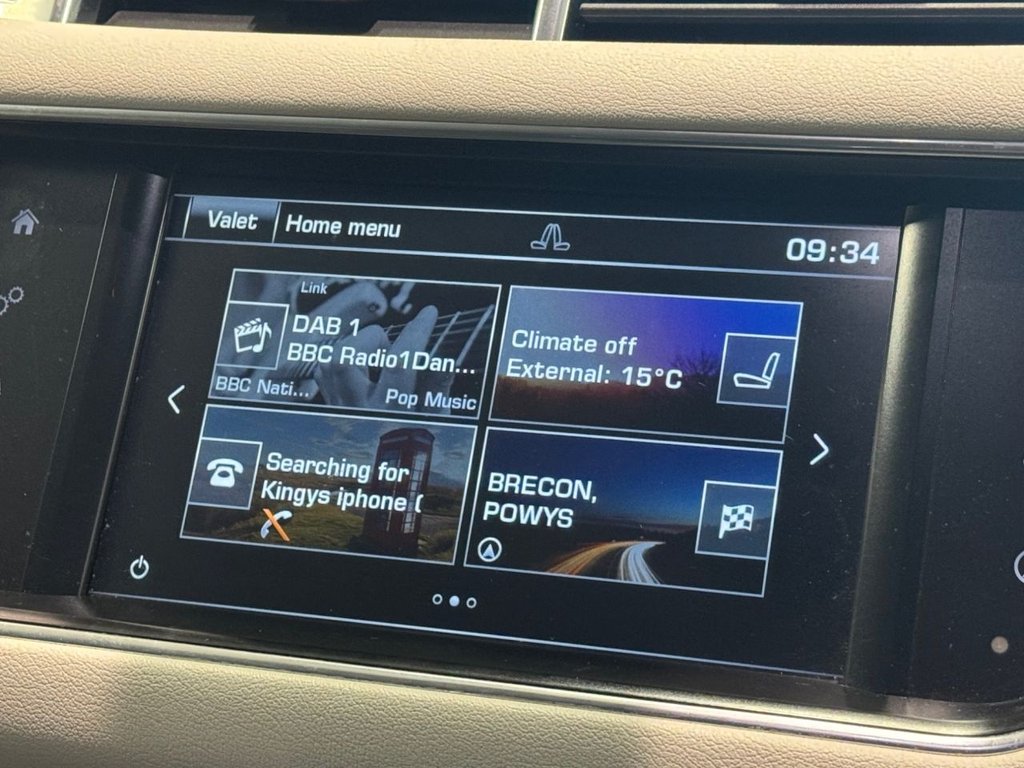 Valet
Home menu
09:34
Link
DAB 1
BBC Radio1Dan...
BBC Nati...
Pop Music
Climate off
External: 15°C
Searching for
Kingys iphone (
BRECON,
POWYS